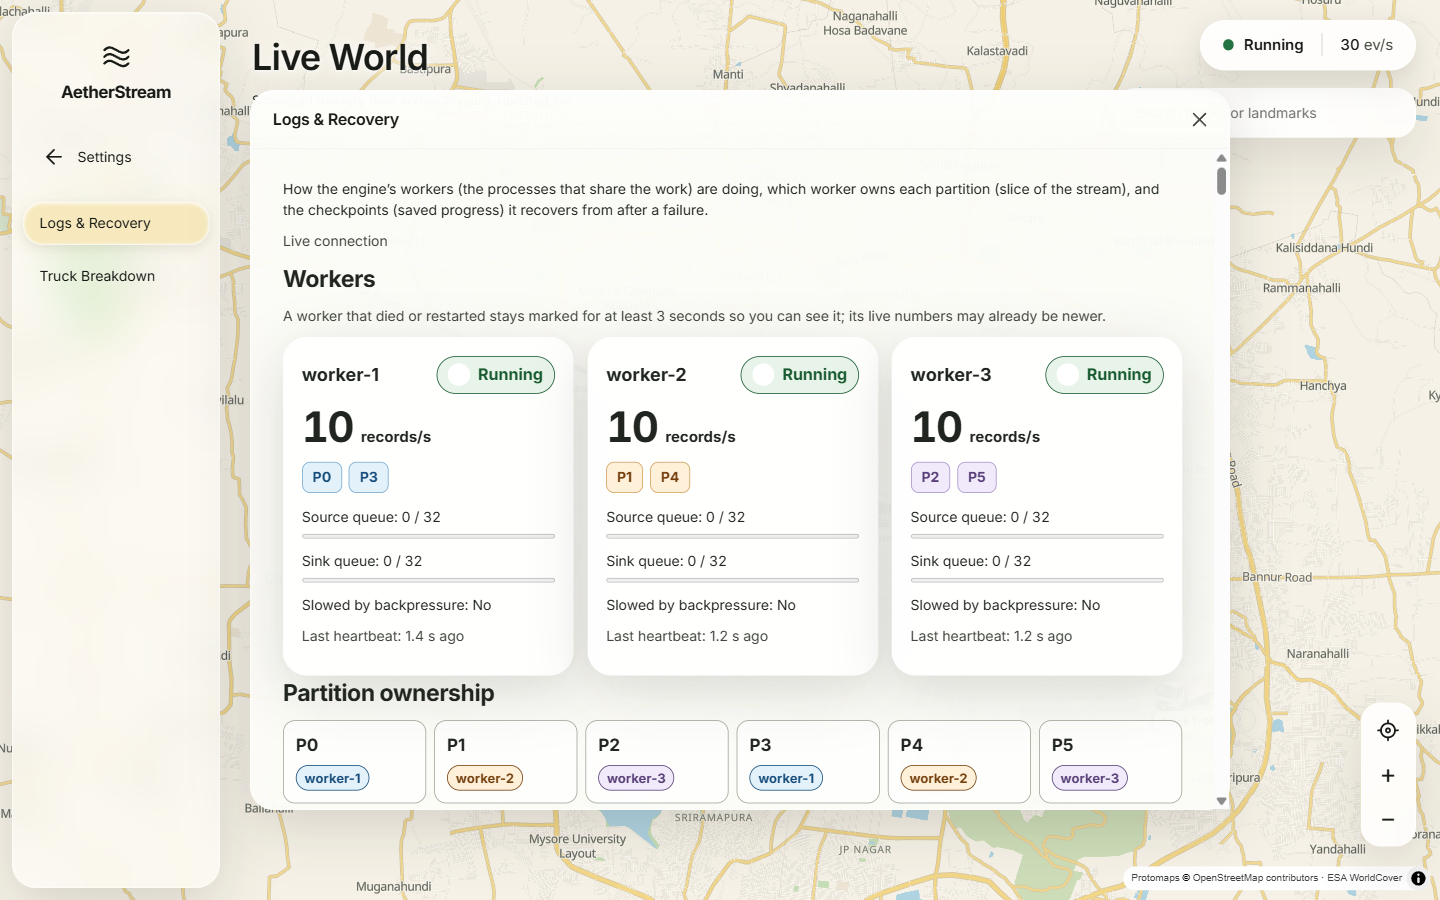 AetherStream
Settings
Logs & Recovery
Truck Breakdown
Live World
Running
30 ev/s
or landmarks
Logs & Recovery
How the engine's workers (the processes that share the work) are doing, which worker owns each partition (slice of the stream), and
the checkpoints (saved progress) it recovers from after a failure.
Live connection
Workers
A worker that died or restarted stays marked for at least 3 seconds so you can see it; its live numbers may already be newer.
worker-1 Running
10 records/s
P0 P3
Source queue: 0 / 32
Sink queue: 0 / 32
Slowed by backpressure: No
Last heartbeat: 1.4 s ago
worker-2 Running
10 records/s
P1 P4
Source queue: 0 / 32
Sink queue: 0 / 32
Slowed by backpressure: No
Last heartbeat: 1.2 s ago
worker-3 Running
10 records/s
P2 P5
Source queue: 0 / 32
Sink queue: 0 / 32
Slowed by backpressure: No
Last heartbeat: 1.2 s ago
Partition ownership
P0
worker-1
P1
worker-2
P2
worker-3
P3
worker-1
P4
worker-2
P5
worker-3
Naganahalli
Hosa Badavane
Kalastavadi
Manti
Shyadanahalli
Naguvanahalli
Bastipura
Kalisiddana Hundi
Rammanahalli
Hanchya
Road
Bannur Road
Naranahalli
Yandahalli
SRIRAMAPURA
Mysore University
Layout
JP NAGAR
Muganahundi
Protomaps © OpenStreetMap contributors · ESA WorldCover